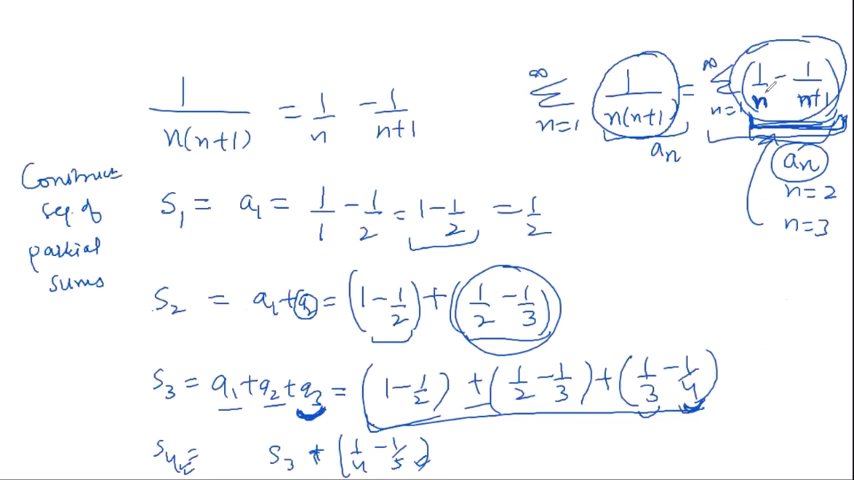 1/(n(n+1)) = 1/n - 1/(n+1)
∞ Σ n=1 1/(n(n+1)) = ∞ Σ n=1 (1/n - 1/(n+1))
aₙ
aₙ
n=2
n=3
Construct
seq. of
partial
sums
S₁ = a₁ = 1/1 - 1/2 = 1 - 1/2 = 1/2
S₂ = a₁+a₂ = (1 - 1/2) + (1/2 - 1/3)
S₃ = a₁+a₂+a₃ = (1 - 1/2) + (1/2 - 1/3) + (1/3 - 1/4)
S₄ = S₃ + (1/4 - 1/5)